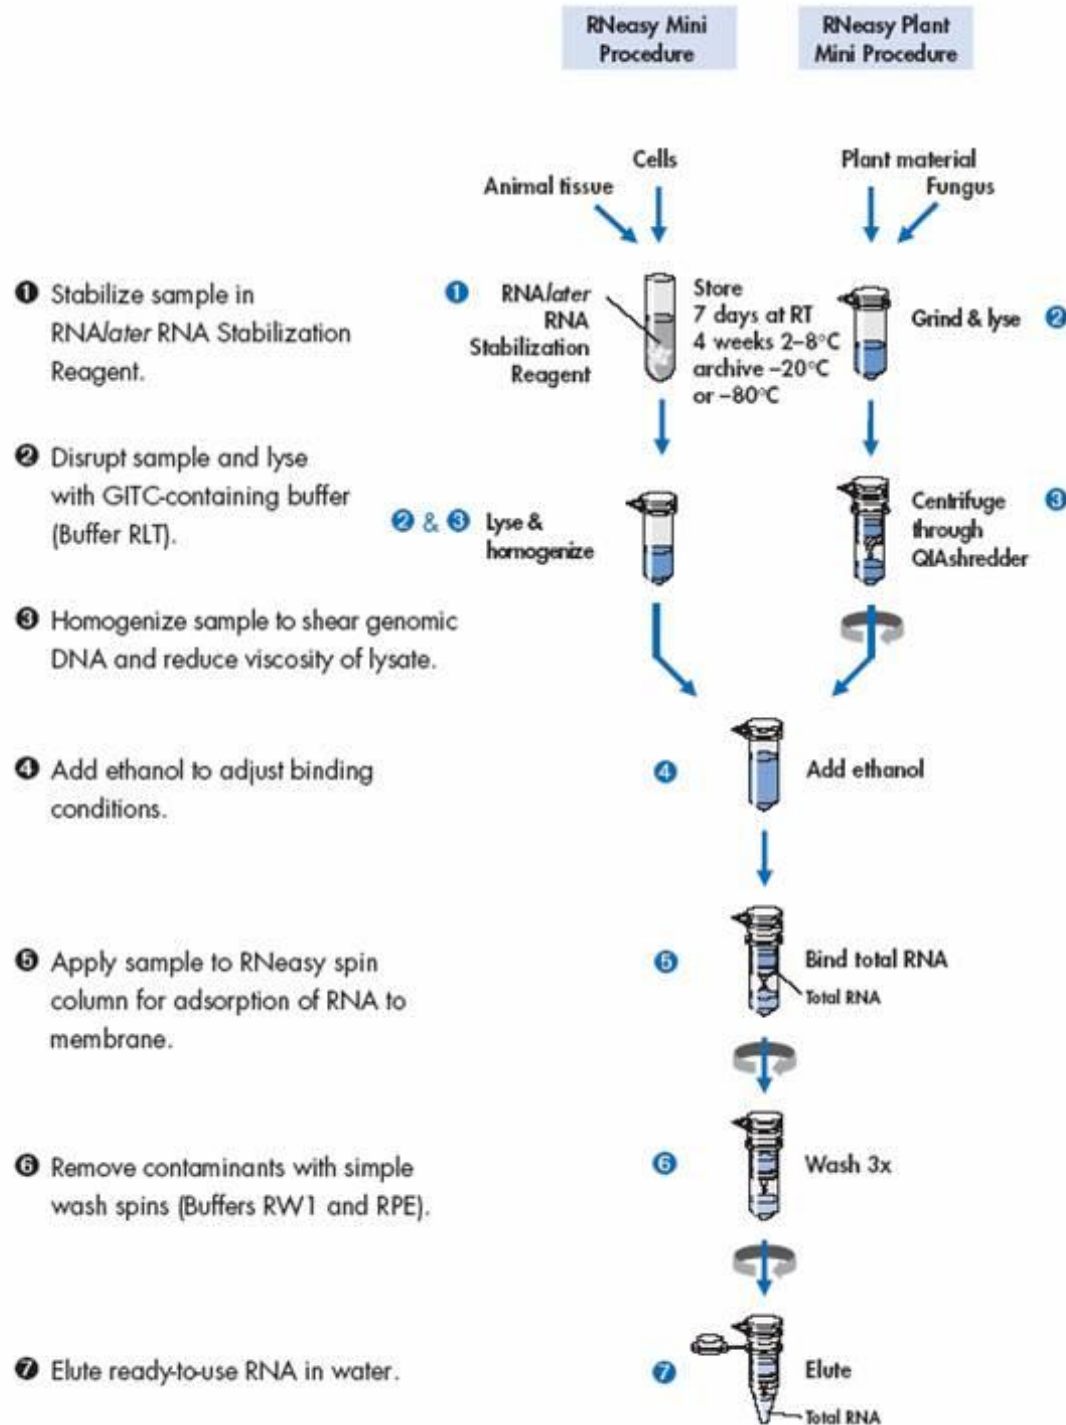 RNeasy Mini
Procedure
RNeasy Plant
Mini Procedure
Cells
Animal tissue
Plant material
Fungus
❶ Stabilize sample in
RNAlater RNA Stabilization
Reagent.
❶ RNAlater
RNA
Stabilization
Reagent
Store
7 days at RT
4 weeks 2–8°C
archive –20°C
or –80°C
Grind & lyse ❷
❷ Disrupt sample and lyse
with GITC-containing buffer
(Buffer RLT).
❷ & ❸ Lyse &
homogenize
Centrifuge ❸
through
QIAshredder
❸ Homogenize sample to shear genomic
DNA and reduce viscosity of lysate.
❹ Add ethanol to adjust binding
conditions.
❹ Add ethanol
❺ Apply sample to RNeasy spin
column for adsorption of RNA to
membrane.
❺ Bind total RNA
Total RNA
❻ Remove contaminants with simple
wash spins (Buffers RW1 and RPE).
❻ Wash 3x
❼ Elute ready-to-use RNA in water.
❼ Elute
Total RNA